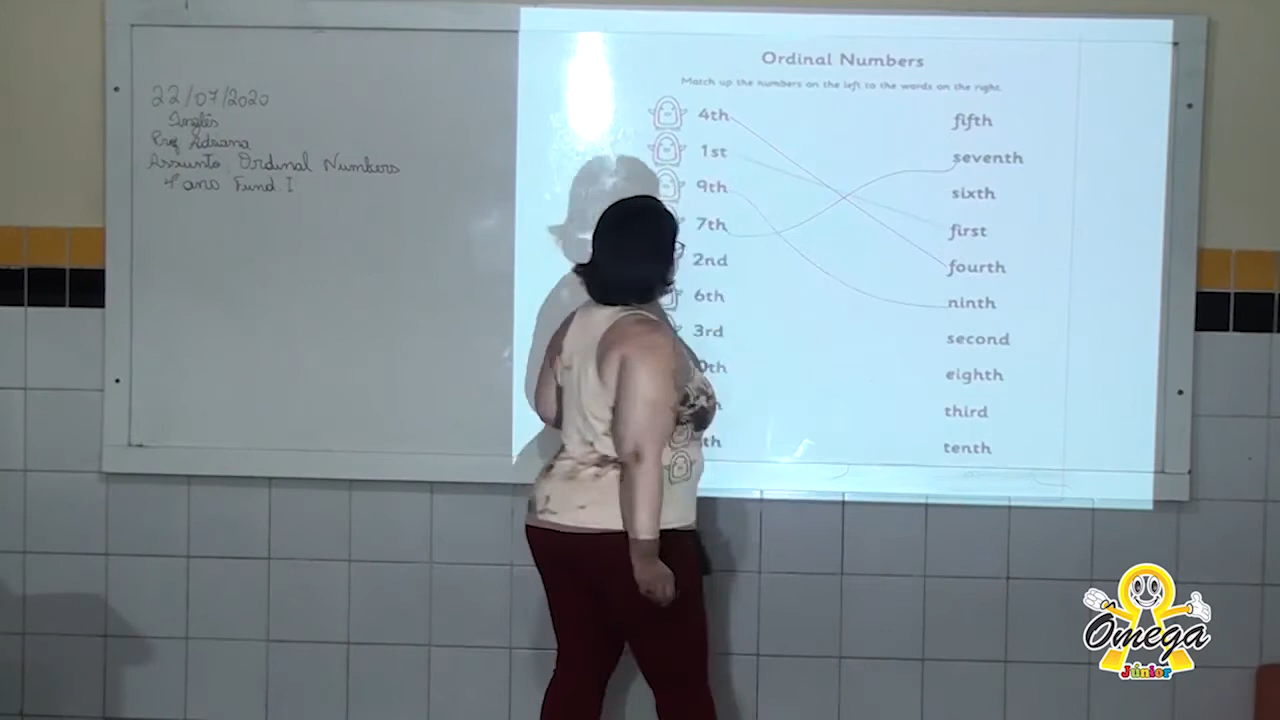 22/07/2020
Inglês
Prof Adriana
Assunto: Ordinal Numbers
4º ano Fund. I
Ordinal Numbers
Match up the numbers on the left to the words on the right.
4th fifth
1st seventh
9th sixth
7th first
2nd fourth
6th ninth
3rd second
0th eighth
third
th tenth
Ômega
Júnior